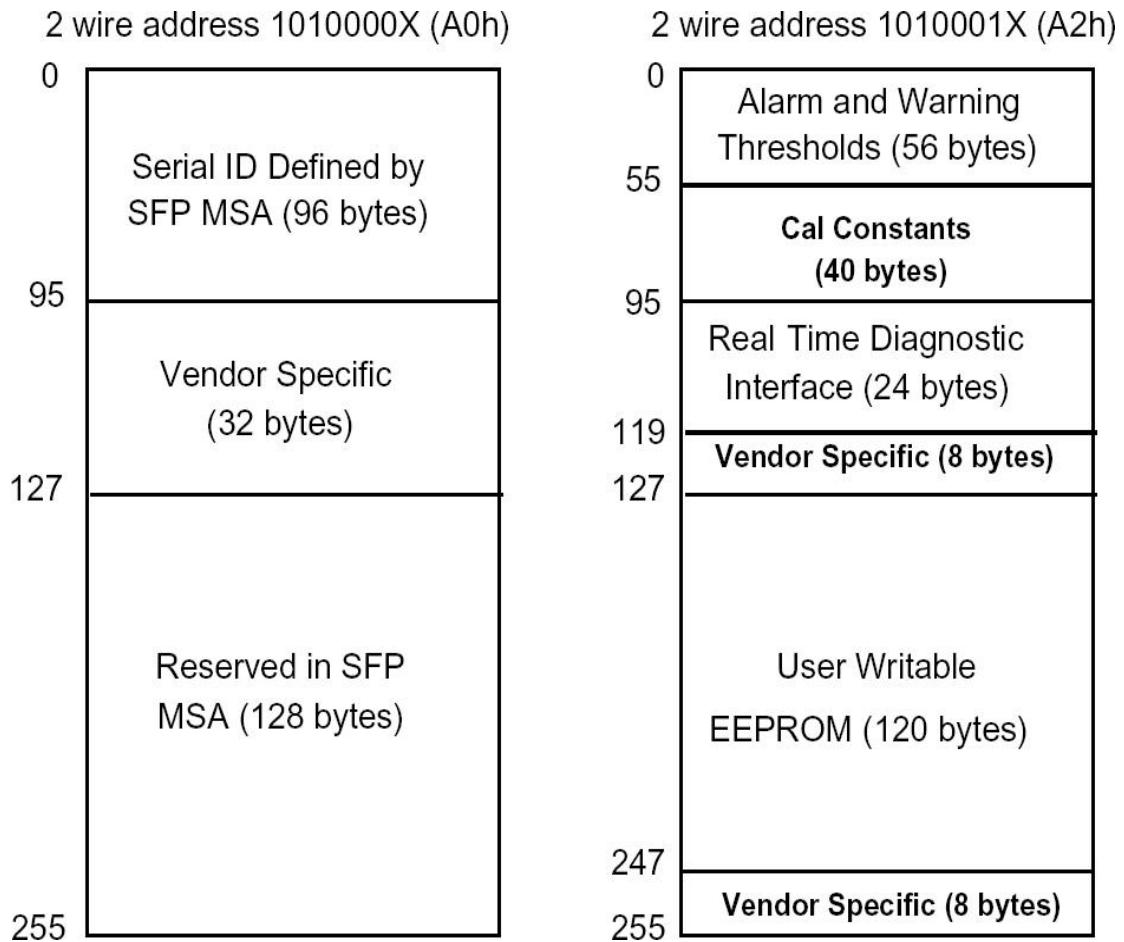 2 wire address 1010000X (A0h)
0
Serial ID Defined by
SFP MSA (96 bytes)
95
Vendor Specific
(32 bytes)
127
Reserved in SFP
MSA (128 bytes)
255
2 wire address 1010001X (A2h)
0
Alarm and Warning
Thresholds (56 bytes)
55
Cal Constants
(40 bytes)
95
Real Time Diagnostic
Interface (24 bytes)
119
Vendor Specific (8 bytes)
127
User Writable
EEPROM (120 bytes)
247
Vendor Specific (8 bytes)
255